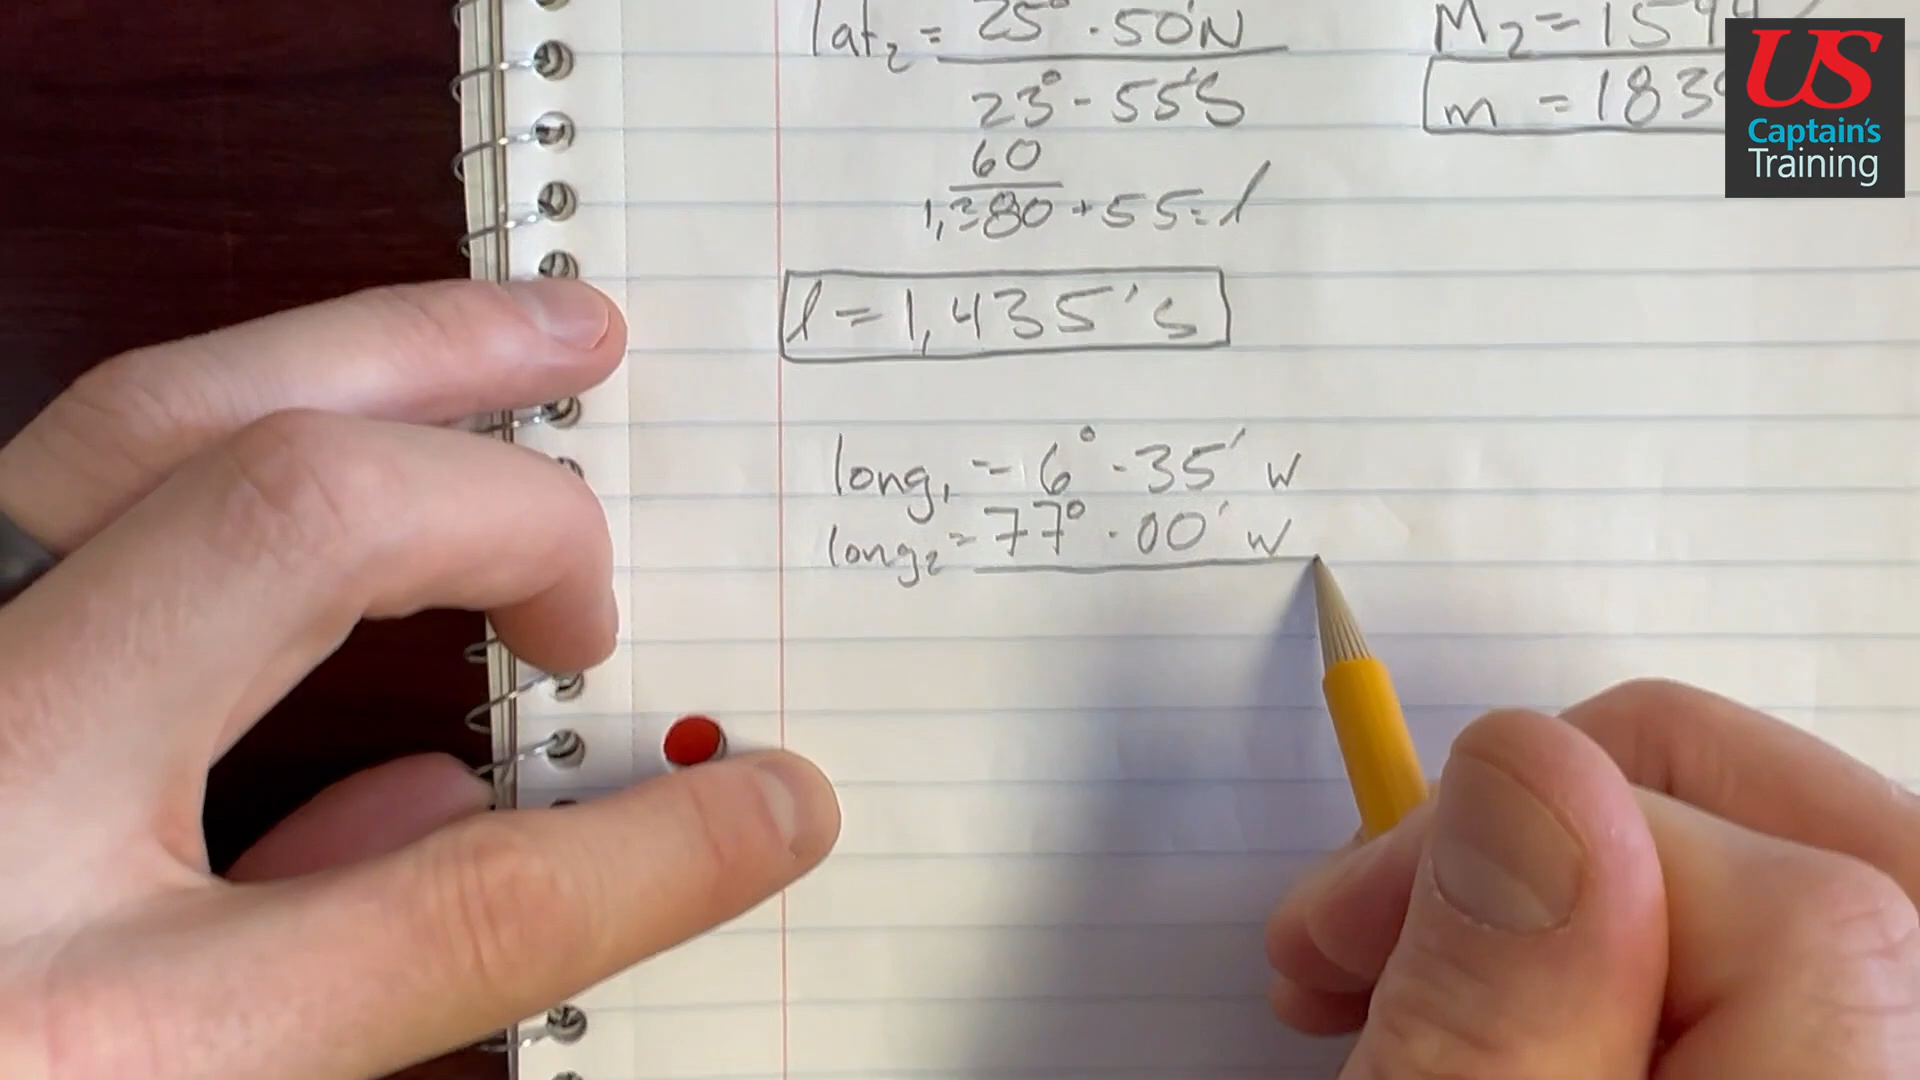 lat₂ = 25° · 50'N
M₂ = 159
23° - 55'S
m = 183
60
1,380 + 55 = l
l = 1,435's
long₁ = 6° · 35' W
long₂ = 77° · 00' W
US
Captain's
Training